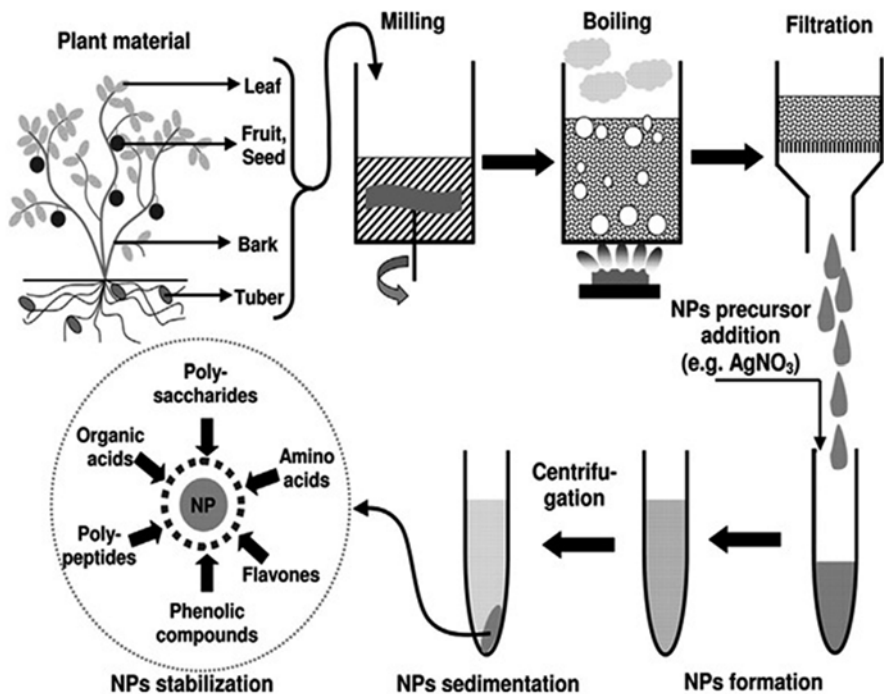 Plant material
Milling
Boiling
Filtration
Leaf
Fruit,
Seed
Bark
Tuber
NPs precursor
addition
(e.g. AgNO₃)
Poly-
saccharides
Organic
acids
Amino
acids
NP
Poly-
peptides
Flavones
Phenolic
compounds
Centrifu-
gation
NPs stabilization
NPs sedimentation
NPs formation